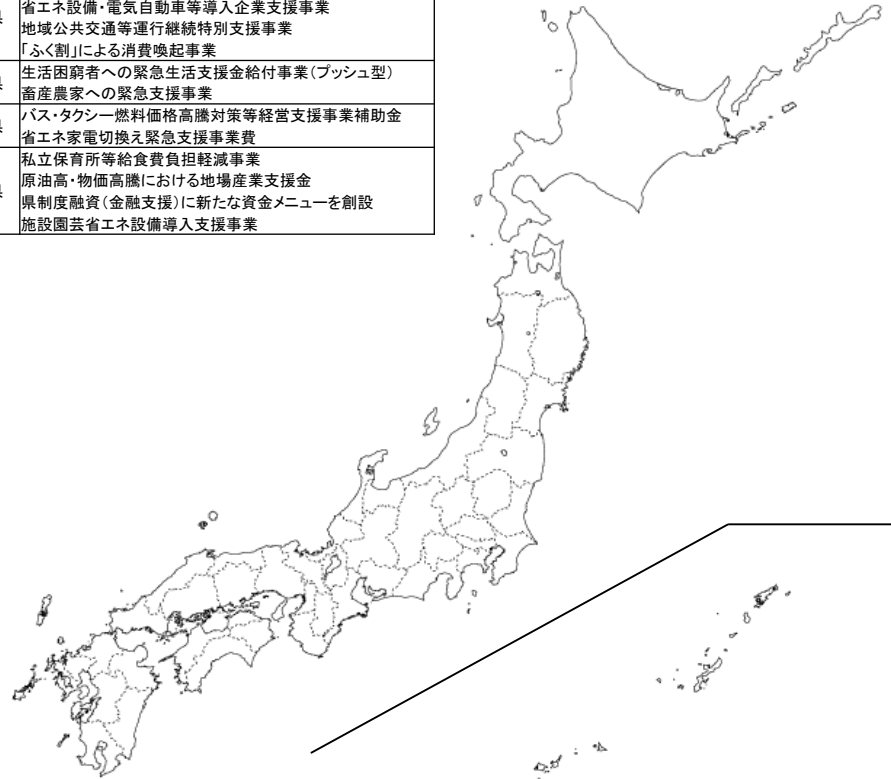 県
省エネ設備・電気自動車等導入企業支援事業
地域公共交通等運行継続特別支援事業
「ふく割」による消費喚起事業
県
生活困窮者への緊急生活支援金給付事業(プッシュ型)
畜産農家への緊急支援事業
県
バス・タクシー燃料価格高騰対策等経営支援事業補助金
省エネ家電切換え緊急支援事業費
県
私立保育所等給食費負担軽減事業
原油高・物価高騰における地場産業支援金
県制度融資(金融支援)に新たな資金メニューを創設
施設園芸省エネ設備導入支援事業